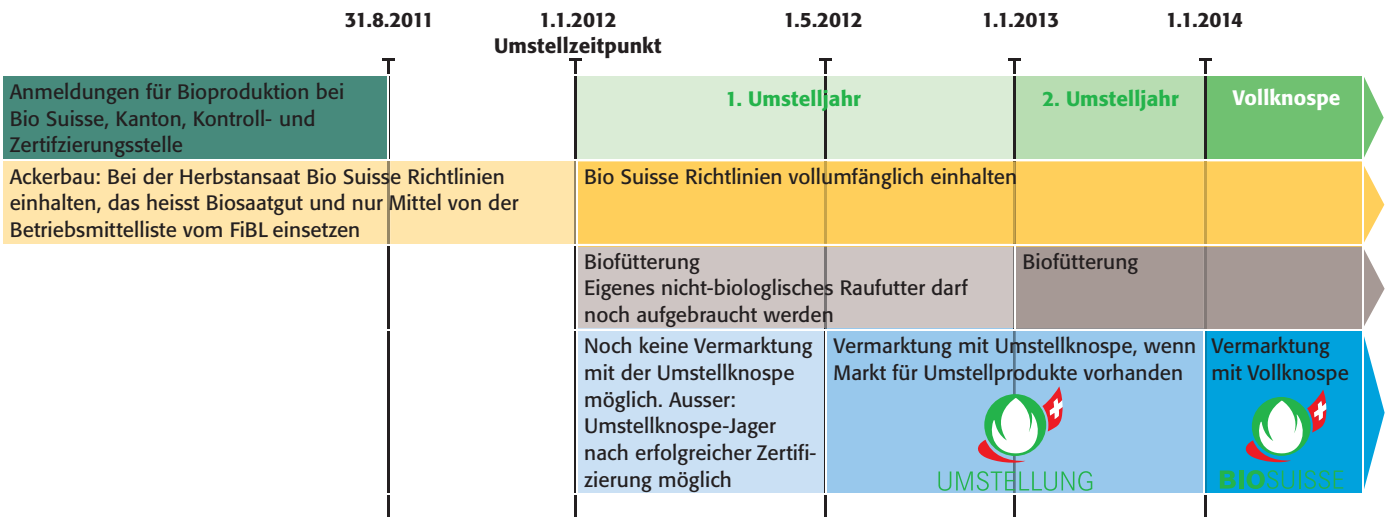 31.8.2011
1.1.2012
Umstellzeitpunkt
1.5.2012
1.1.2013
1.1.2014
Anmeldungen für Bioproduktion bei
Bio Suisse, Kanton, Kontroll- und
Zertifzierungsstelle
1. Umstelljahr
2. Umstelljahr
Vollknospe
Ackerbau: Bei der Herbstansaat Bio Suisse Richtlinien
einhalten, das heisst Biosaatgut und nur Mittel von der
Betriebsmittelliste vom FiBL einsetzen
Bio Suisse Richtlinien vollumfänglich einhalten
Biofütterung
Eigenes nicht-bioglogisches Raufutter darf
noch aufgebraucht werden
Biofütterung
Noch keine Vermarktung
mit der Umstellknospe
möglich. Ausser:
Umstellknospe-Jager
nach erfolgreicher Zertifi-
zierung möglich
Vermarktung mit Umstellknospe, wenn
Markt für Umstellprodukte vorhanden
UMSTELLUNG
Vermarktung
mit Vollknospe
BIOSUISSE